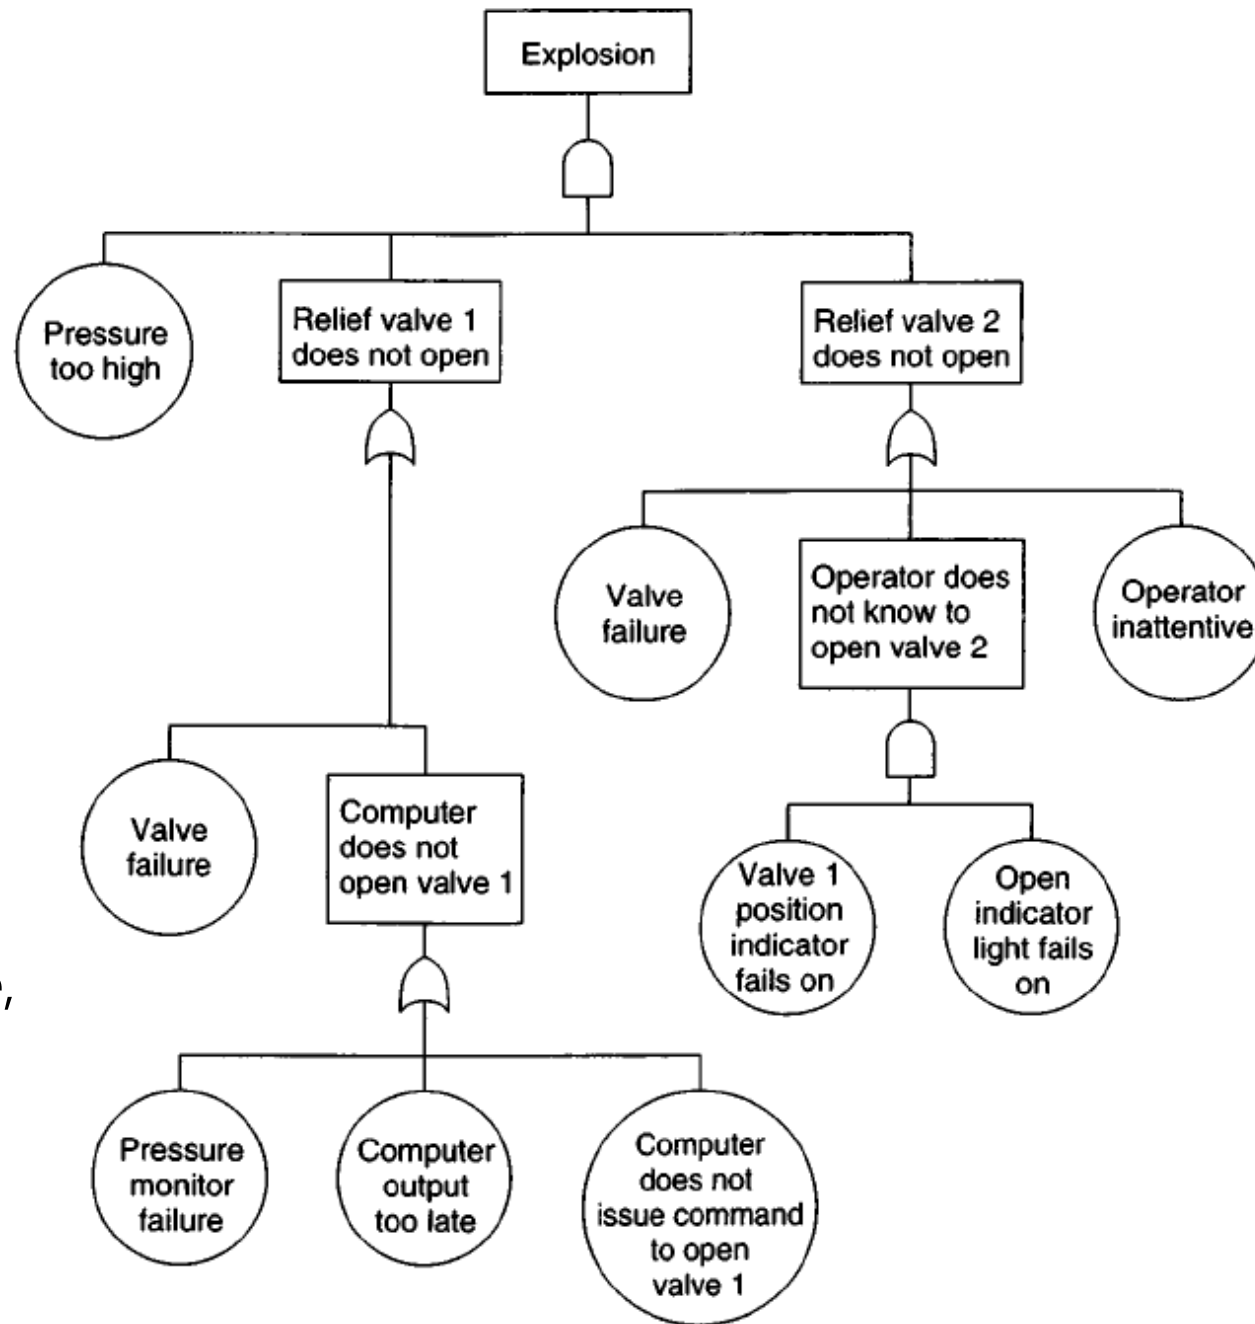 Explosion
Pressure
too high
Relief valve 1
does not open
Relief valve 2
does not open
Valve
failure
Operator does
not know to
open valve 2
Operator
inattentive
Valve
failure
Computer
does not
open valve 1
Valve 1
position
indicator
fails on
Open
indicator
light fails
on
Pressure
monitor
failure
Computer
output
too late
Computer
does not
issue command
to open
valve 1